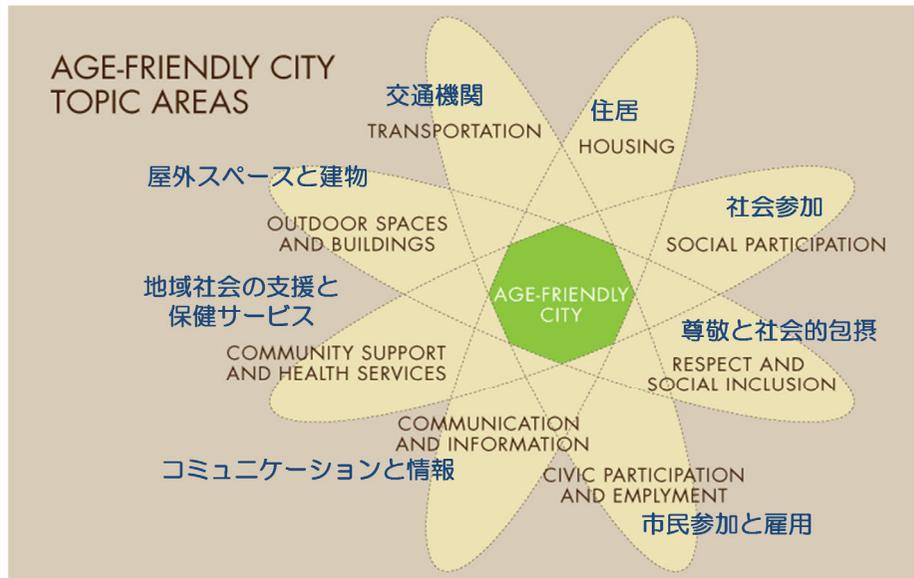 AGE-FRIENDLY CITY
TOPIC AREAS
交通機関
TRANSPORTATION
住居
HOUSING
屋外スペースと建物
OUTDOOR SPACES
AND BUILDINGS
社会参加
SOCIAL PARTICIPATION
地域社会の支援と
保健サービス
COMMUNITY SUPPORT
AND HEALTH SERVICES
AGE-FRIENDLY
CITY
尊敬と社会的包摂
RESPECT AND
SOCIAL INCLUSION
COMMUNICATION
AND INFORMATION
コミュニケーションと情報
CIVIC PARTICIPATION
AND EMPLYMENT
市民参加と雇用